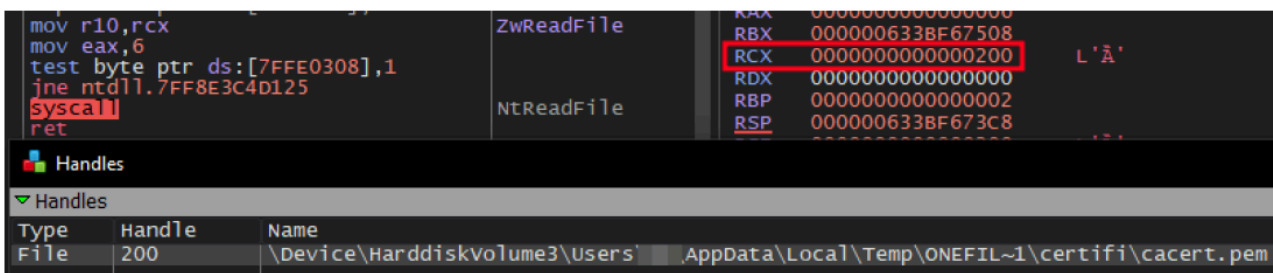 mov r10,rcx
mov eax,6
test byte ptr ds:[7FFE0308],1
jne ntdll.7FF8E3C4D125
syscall
ret
ZwReadFile
NtReadFile
RAX 0000000000000000
RBX 000000633BF67508
RCX 0000000000000200 L'Ȁ'
RDX 0000000000000000
RBP 0000000000000002
RSP 000000633BF673C8
Handles
Handles
Type Handle Name
File 200 \Device\HarddiskVolume3\Users\ \AppData\Local\Temp\ONEFIL~1\certifi\cacert.pem